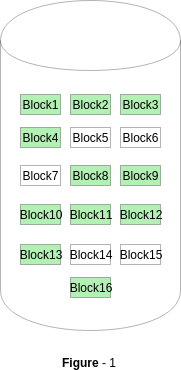 Block1 Block2 Block3
Block4 Block5 Block6
Block7 Block8 Block9
Block10 Block11 Block12
Block13 Block14 Block15
Block16
Figure - 1